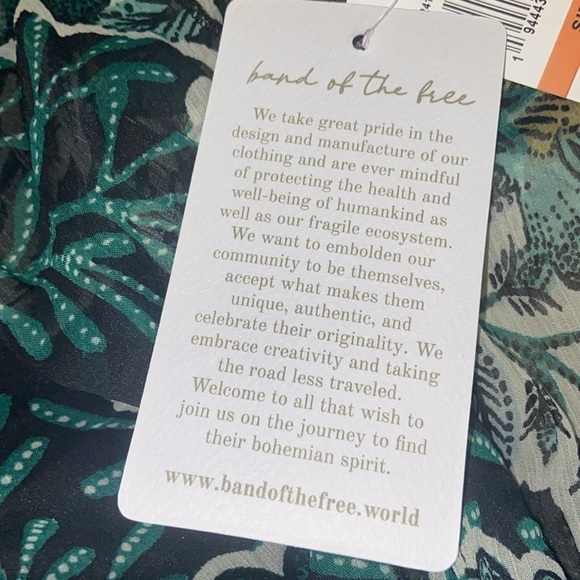 band of the free
We take great pride in the
design and manufacture of our
clothing and are ever mindful
of protecting the health and
well-being of humankind as
well as our fragile ecosystem.
We want to embolden our
community to be themselves,
accept what makes them
unique, authentic, and
celebrate their originality. We
embrace creativity and taking
the road less traveled.
Welcome to all that wish to
join us on the journey to find
their bohemian spirit.
www.bandofthefree.world